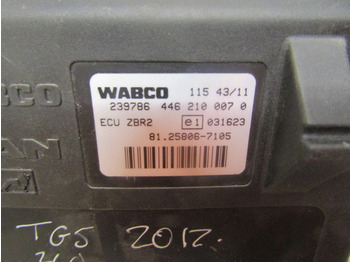 WABCO 115 43/11
239786 446 210 007 0
ECU ZBR2 e1 031623
81.25806-7105
TGS 2012.